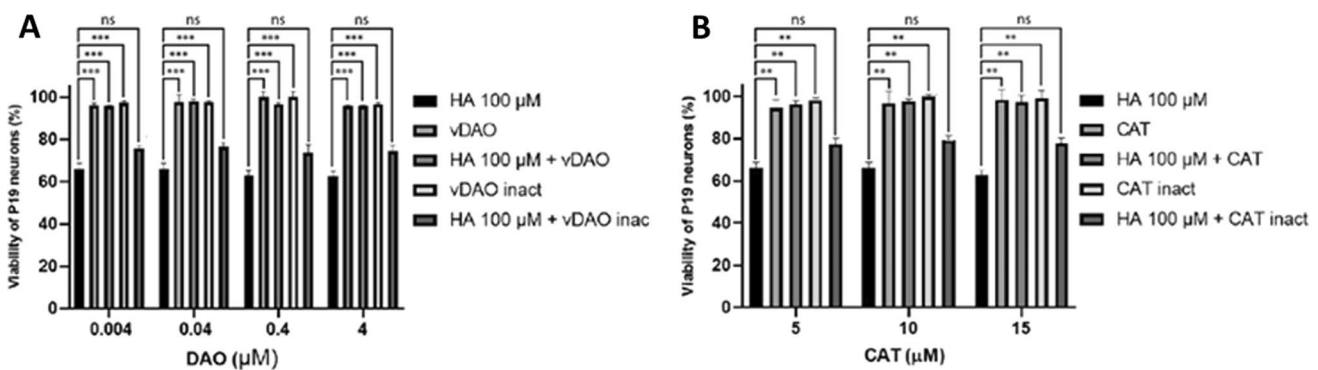 A
ns ns ns ns
*** *** *** ***
*** *** *** ***
*** *** *** ***
Viability of P19 neurons (%)
100
80
60
40
20
0
0.004 0.04 0.4 4
DAO (μM)
HA 100 μM
vDAO
HA 100 μM + vDAO
vDAO inact
HA 100 μM + vDAO inac
B
ns ns ns
** ** **
** ** **
** ** **
Viability of P19 neurons (%)
100
80
60
40
20
0
5 10 15
CAT (μM)
HA 100 μM
CAT
HA 100 μM + CAT
CAT inact
HA 100 μM + CAT inact